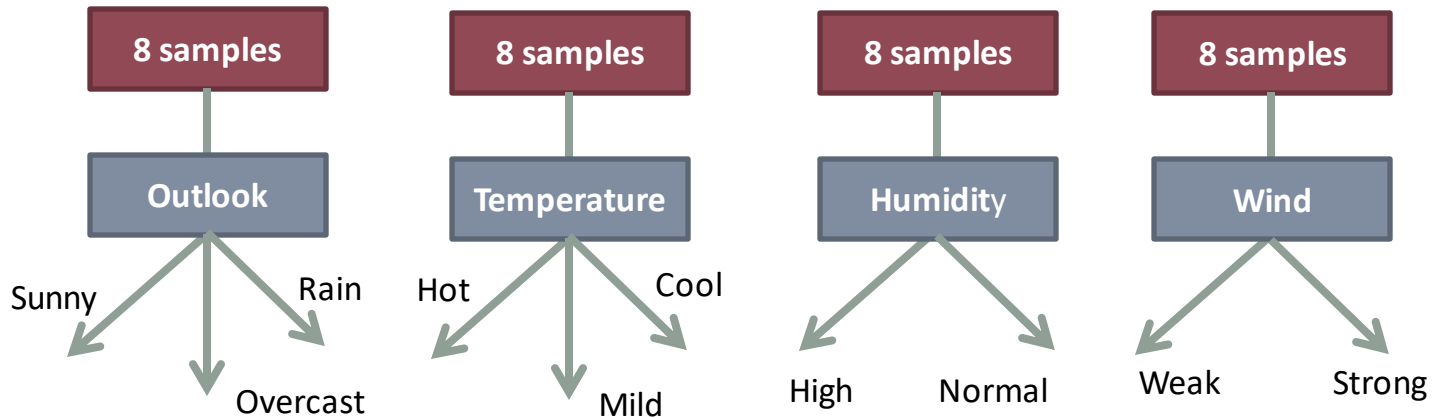 8 samples
8 samples
8 samples
8 samples
Outlook
Temperature
Humidity
Wind
Sunny
Rain
Overcast
Hot
Cool
Mild
High
Normal
Weak
Strong